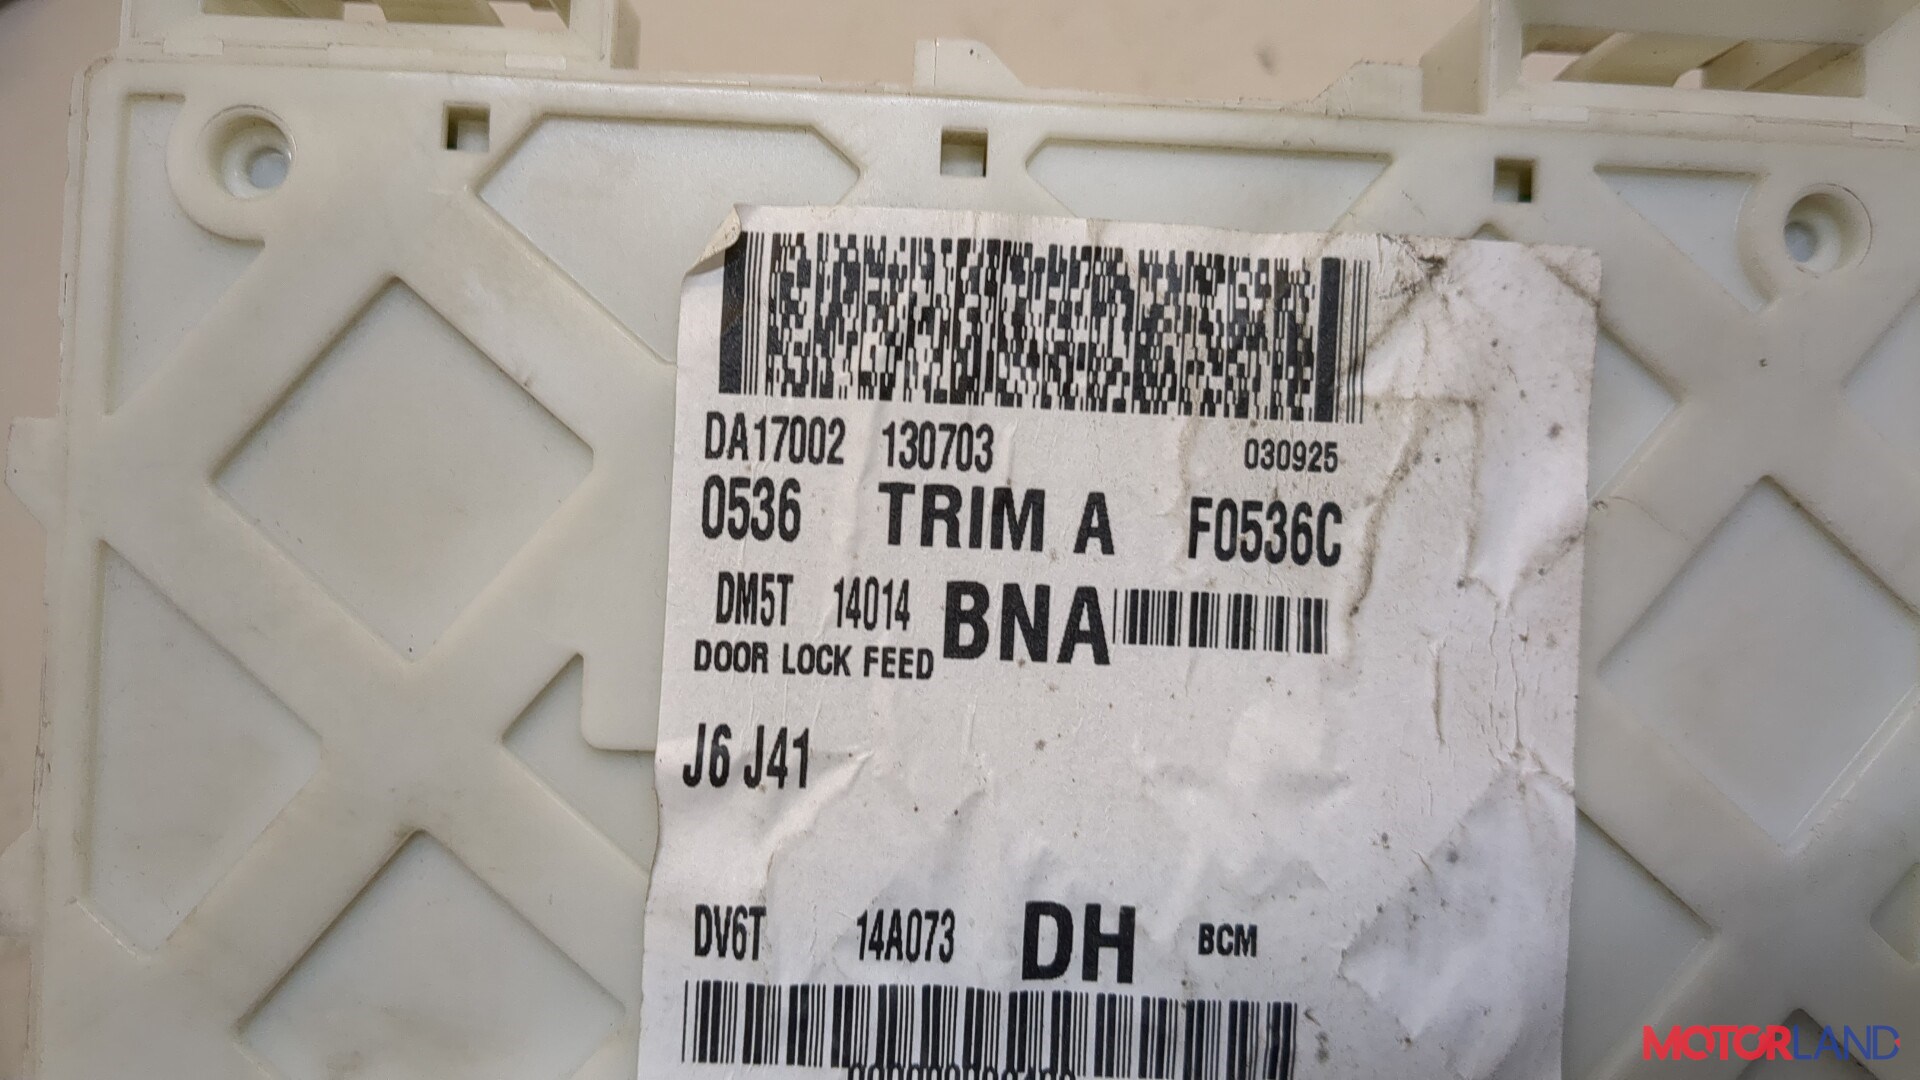 DA17002 130703 030925
0536 TRIM A F0536C
DM5T 14014 BNA
DOOR LOCK FEED
J6 J41
DV6T 14A073 DH BCM
MOTORLAND